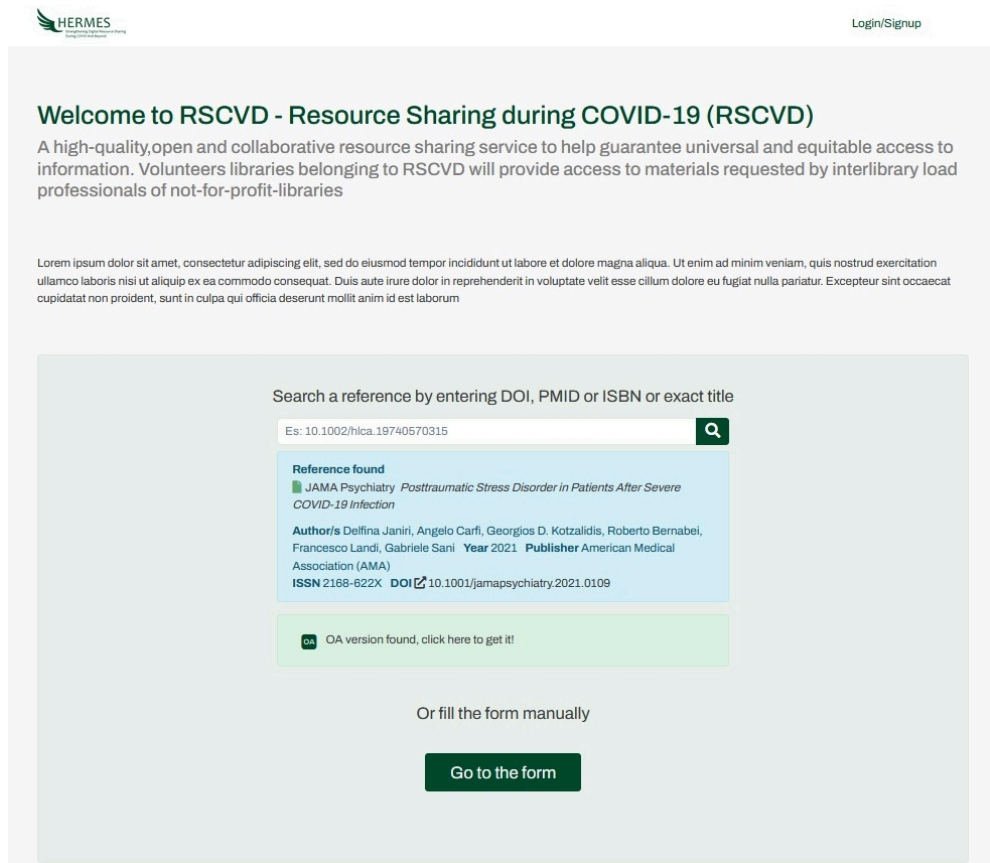 HERMES
Strengthening Digital Resource Sharing
During COVID and Beyond
Login/Signup
Welcome to RSCVD - Resource Sharing during COVID-19 (RSCVD)
A high-quality,open and collaborative resource sharing service to help guarantee universal and equitable access to
information. Volunteers libraries belonging to RSCVD will provide access to materials requested by interlibrary load
professionals of not-for-profit-libraries
Lorem ipsum dolor sit amet, consectetur adipiscing elit, sed do eiusmod tempor incididunt ut labore et dolore magna aliqua. Ut enim ad minim veniam, quis nostrud exercitation
ullamco laboris nisi ut aliquip ex ea commodo consequat. Duis aute irure dolor in reprehenderit in voluptate velit esse cillum dolore eu fugiat nulla pariatur. Excepteur sint occaecat
cupidatat non proident, sunt in culpa qui officia deserunt mollit anim id est laborum
Search a reference by entering DOI, PMID or ISBN or exact title
Es: 10.1002/hlca.19740570315
Reference found
JAMA Psychiatry Posttraumatic Stress Disorder in Patients After Severe
COVID-19 Infection
Author/s Delfina Janiri, Angelo Carfi, Georgios D. Kotzalidis, Roberto Bernabei,
Francesco Landi, Gabriele Sani Year 2021 Publisher American Medical
Association (AMA)
ISSN 2168-622X DOI 10.1001/jamapsychiatry.2021.0109
OA OA version found, click here to get it!
Or fill the form manually
Go to the form